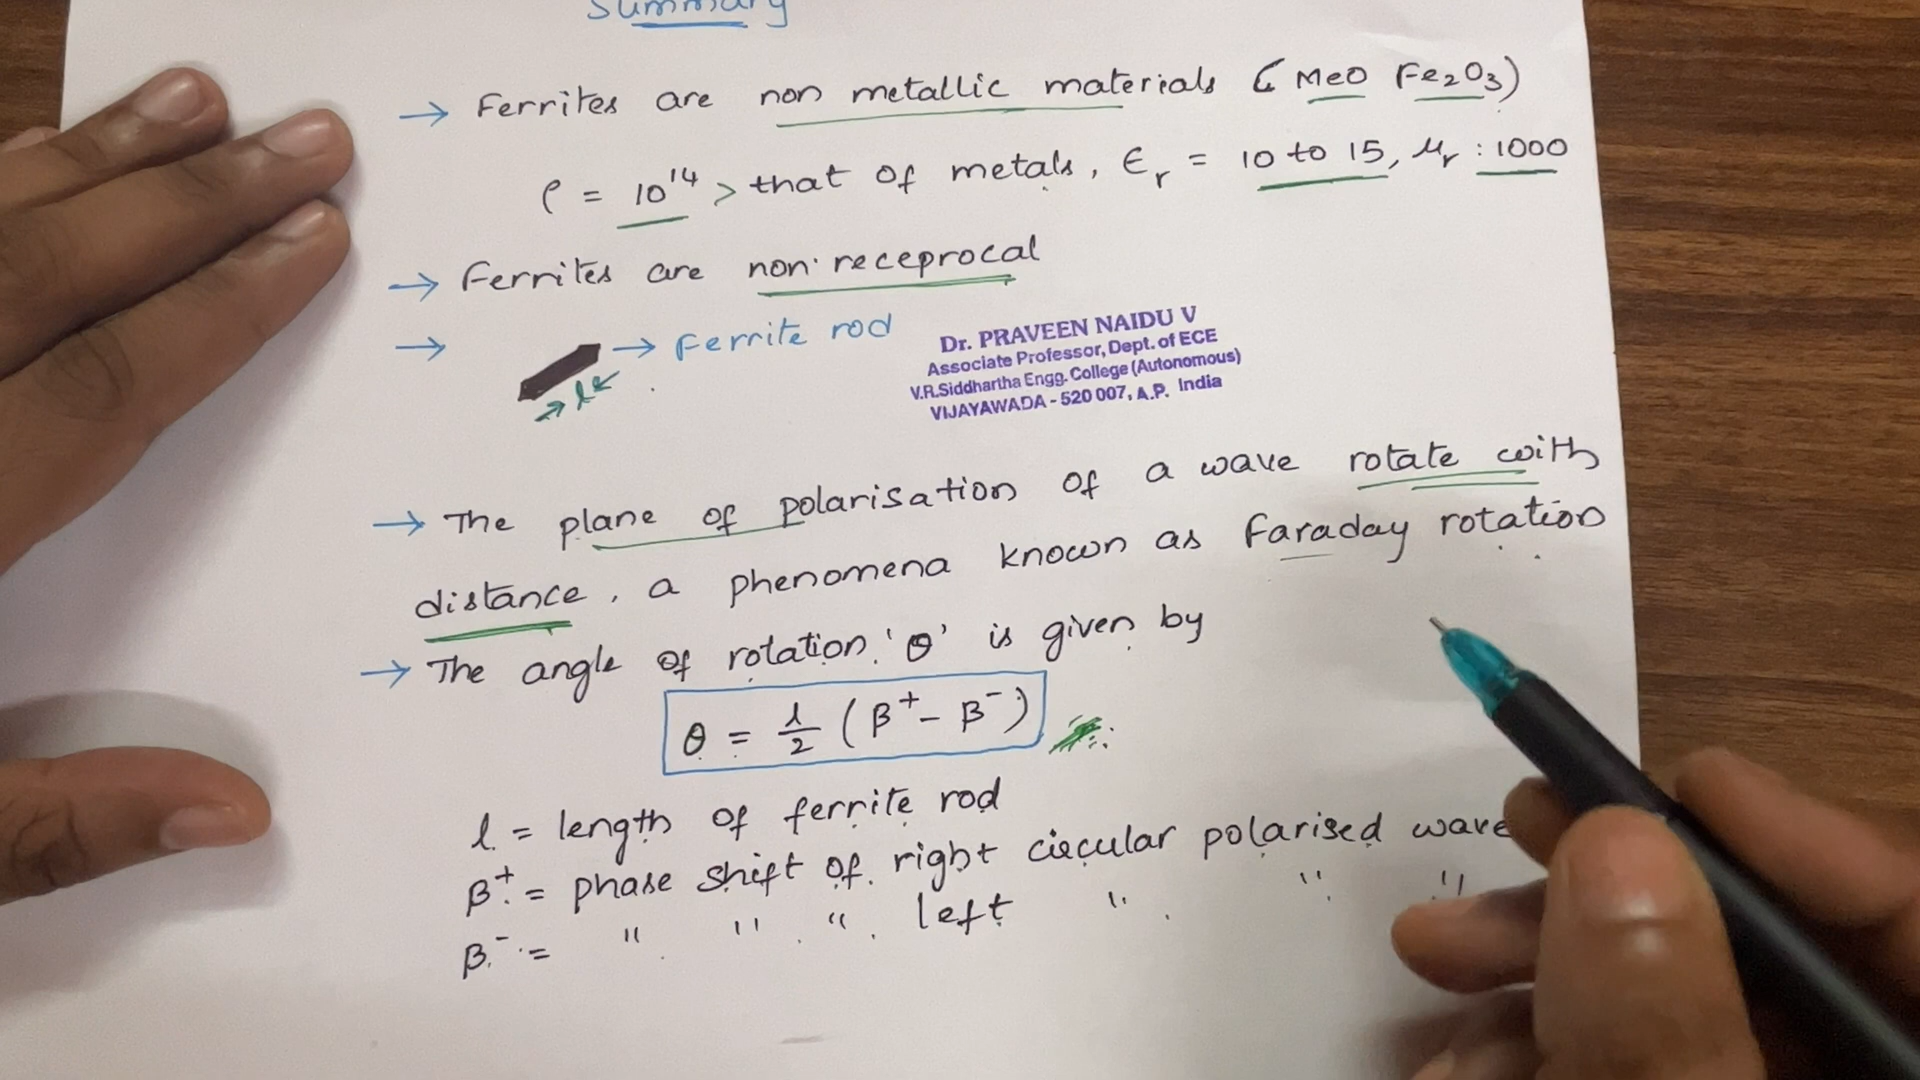 Summary
→ Ferrites are non metallic materials (MeO Fe₂O₃)
ρ = 10¹⁴ > that of metals, ϵᵣ = 10 to 15, μᵣ : 1000
→ Ferrites are non receprocal
→ → Ferrite rod
→ l ←
Dr. PRAVEEN NAIDU V
Associate Professor, Dept. of ECE
V.R.Siddhartha Engg. College (Autonomous)
VIJAYAWADA - 520 007, A.P. India
→ The plane of polarisation of a wave rotate with
distance, a phenomena known as Faraday rotation
→ The angle of rotation 'θ' is given by
θ = l/2 (β⁺ - β⁻)
l = length of ferrite rod
β⁺ = phase shift of right circular polarised wave
β⁻ = " " " left " " "